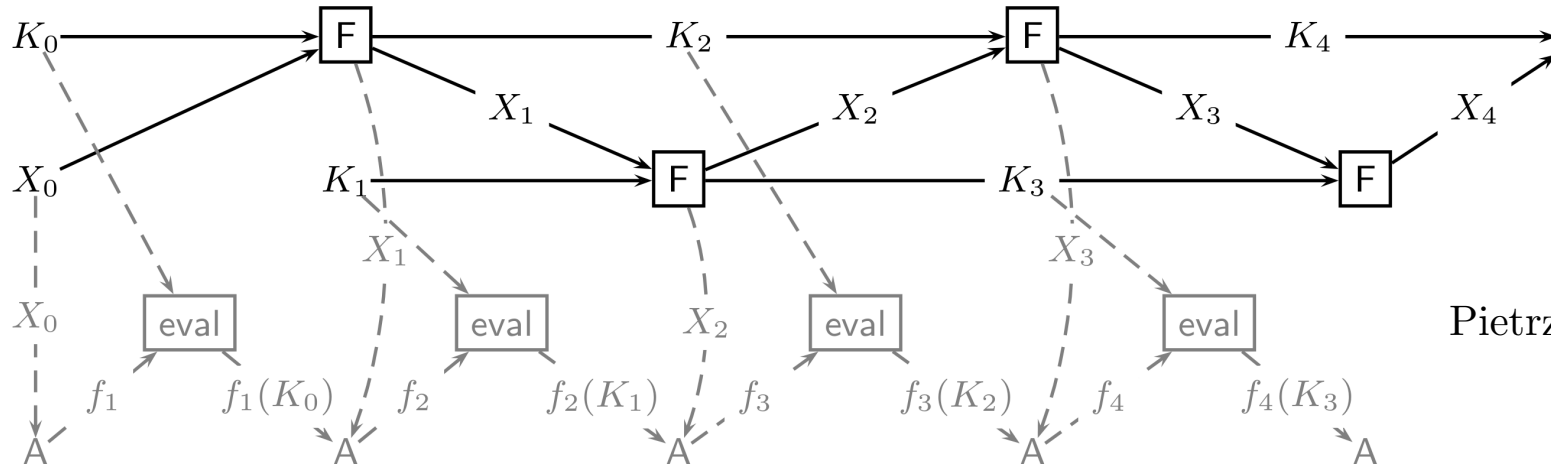 K₀ F K₂ F K₄
X₁ X₂ X₃ X₄
X₀ K₁ F K₃ F
X₁ X₃
X₀ eval eval X₂ eval eval Pietrz
f₁ f₁(K₀) f₂ f₂(K₁) f₃ f₃(K₂) f₄ f₄(K₃)
A A A A A